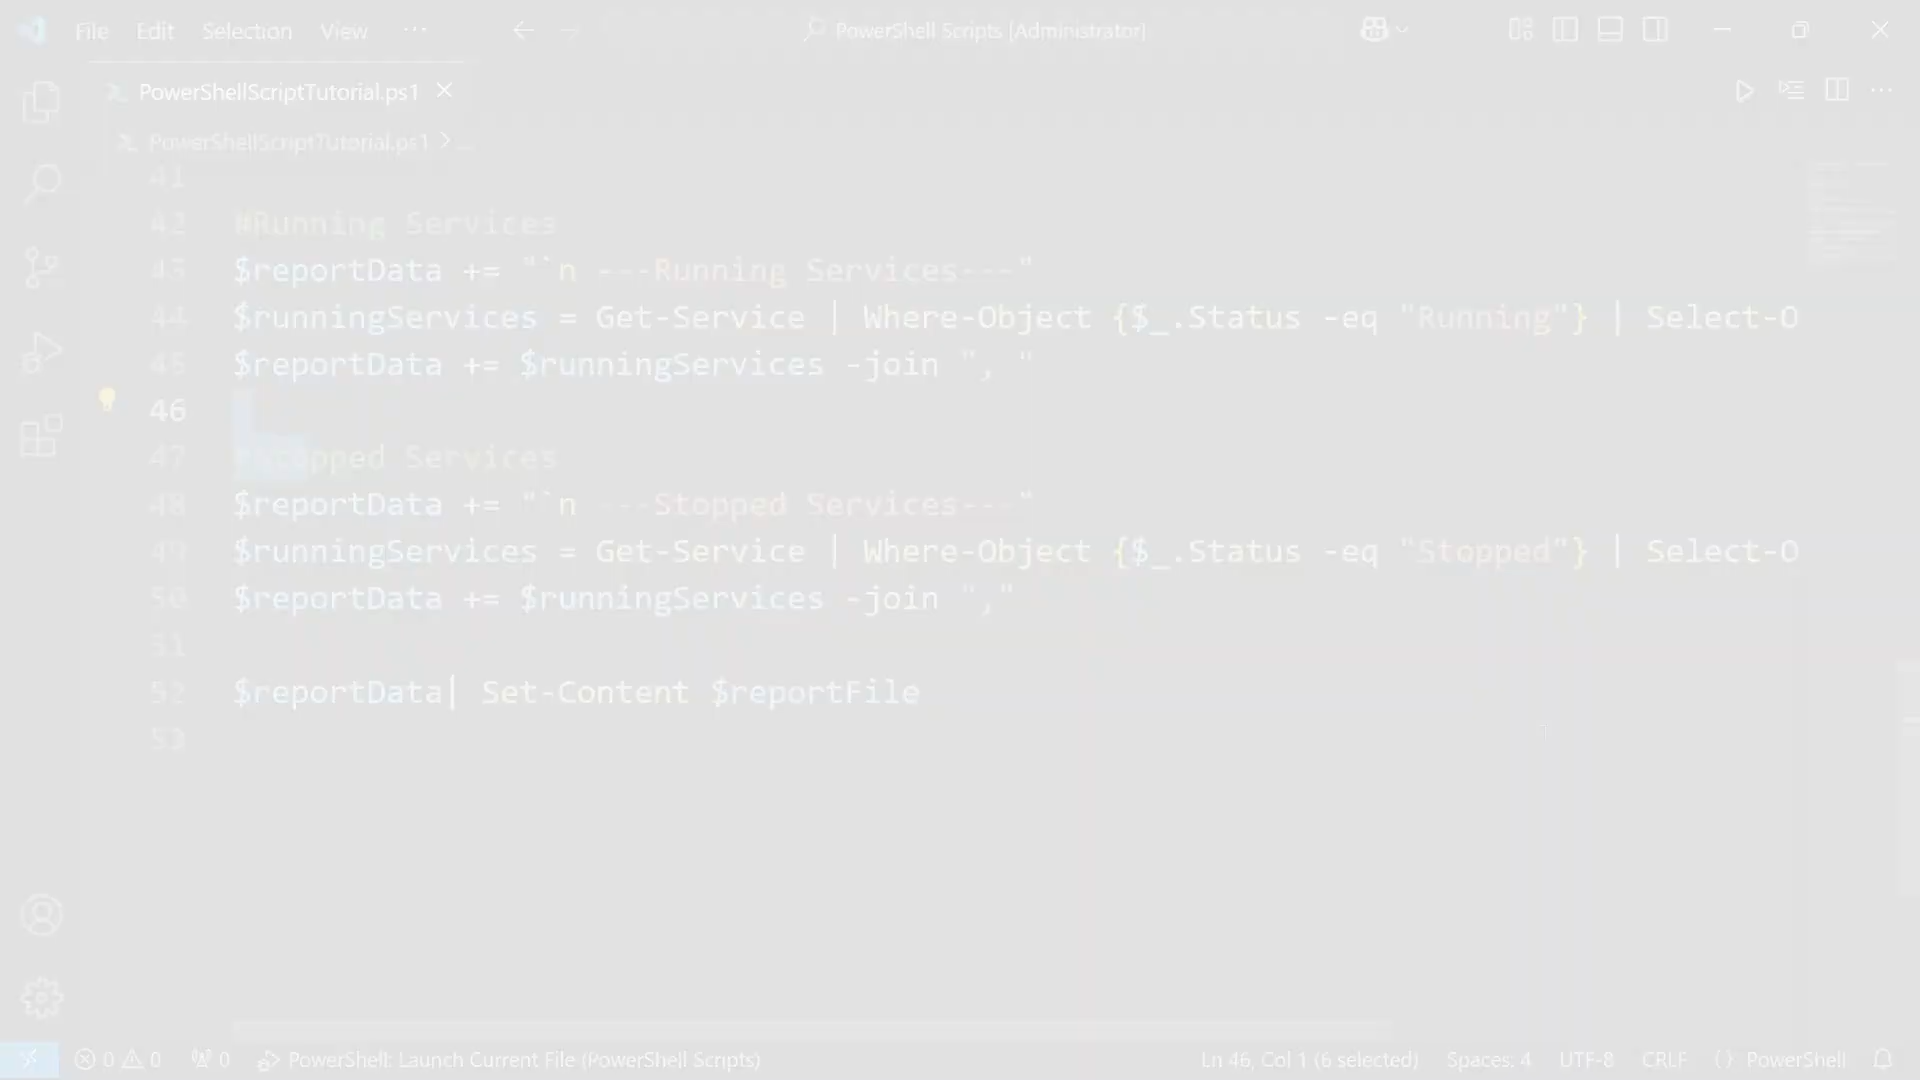 File Edit Selection View ··· PowerShell Scripts [Administrator]
PowerShellScriptTutorial.ps1
PowerShellScriptTutorial.ps1 > ...
41
42 #Running Services
43 $reportData += "`n ---Running Services---"
44 $runningServices = Get-Service | Where-Object {$_.Status -eq "Running"} | Select-O
45 $reportData += $runningServices -join ", "
46
47 #Stopped Services
48 $reportData += "`n ---Stopped Services---"
49 $runningServices = Get-Service | Where-Object {$_.Status -eq "Stopped"} | Select-O
50 $reportData += $runningServices -join ","
51
52 $reportData| Set-Content $reportFile
53
0 0 0 PowerShell: Launch Current File (PowerShell Scripts) Ln 46, Col 1 (6 selected) Spaces: 4 UTF-8 CRLF { } PowerShell